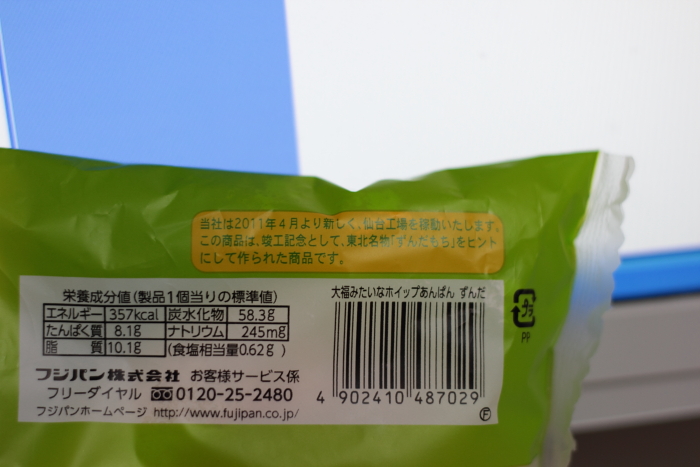 当社は2011年4月より新しく、仙台工場を稼動いたします。
この商品は、竣工記念として、東北名物「ずんだもち」をヒント
にして作られた商品です。
栄養成分値(製品1個当りの標準値)
エネルギー 357kcal 炭水化物 58.3g
たんぱく質 8.1g ナトリウム 245mg
脂質 10.1g (食塩相当量0.62g)
フジパン株式会社 お客様サービス係
フリーダイヤル 0120-25-2480
フジパンホームページ http://www.fujipan.co.jp/
大福みたいなホイップあんぱん ずんだ
4 902410 487029
Ⓕ
プラ
PP